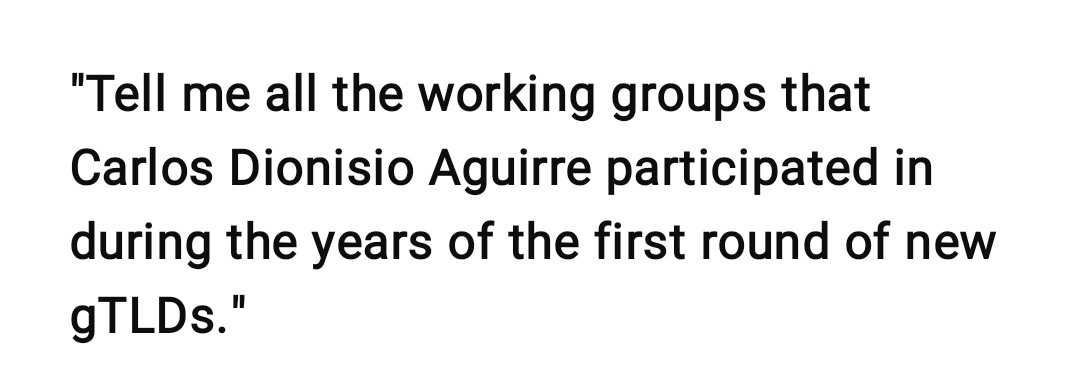 "Tell me all the working groups that
Carlos Dionisio Aguirre participated in
during the years of the first round of new
gTLDs."